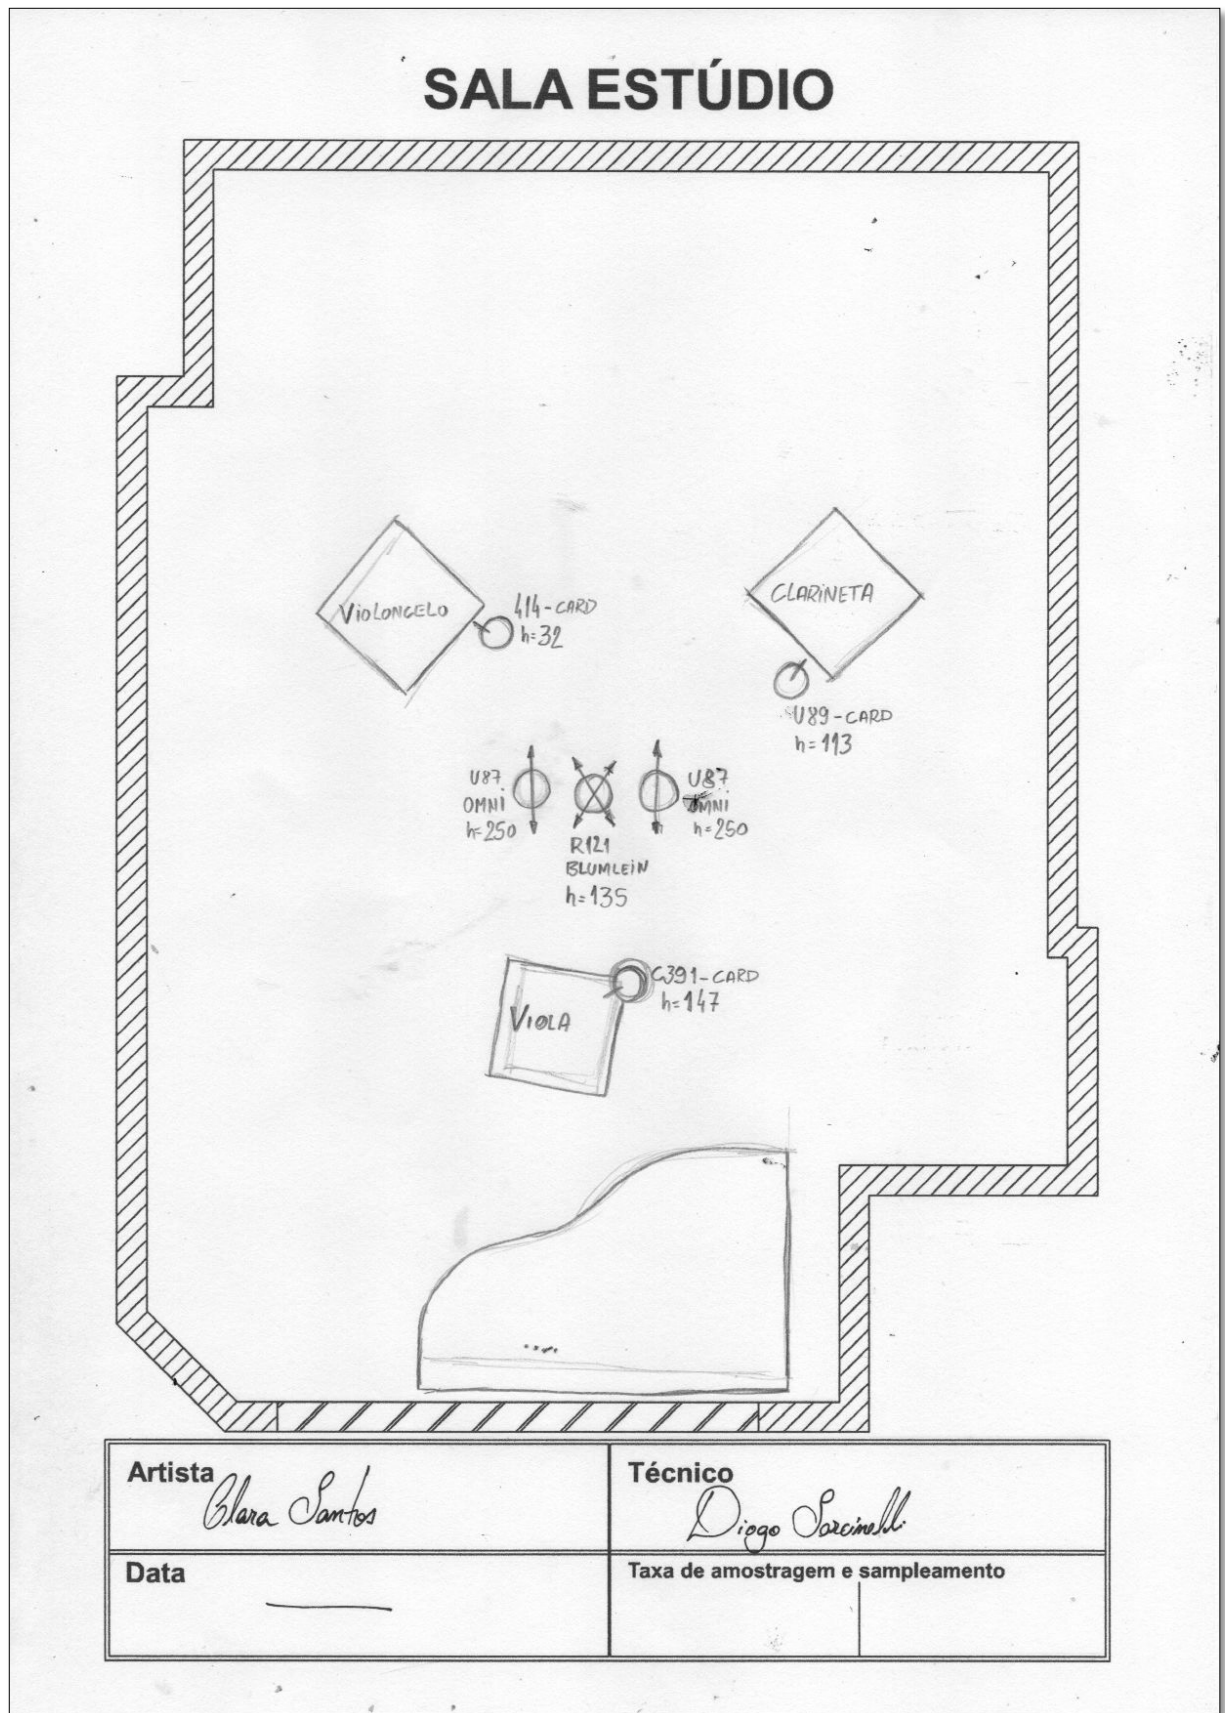 SALA ESTÚDIO
VIOLONCELO
414-CARD
h=32
CLARINETA
U89-CARD
h=113
U87
OMNI
h=250
R121
BLUMLEIN
h=135
U87
OMNI
h=250
VIOLA
C391-CARD
h=147
Artista
Clara Santos
Técnico
Diogo Sarcinelli
Data
Taxa de amostragem e sampleamento